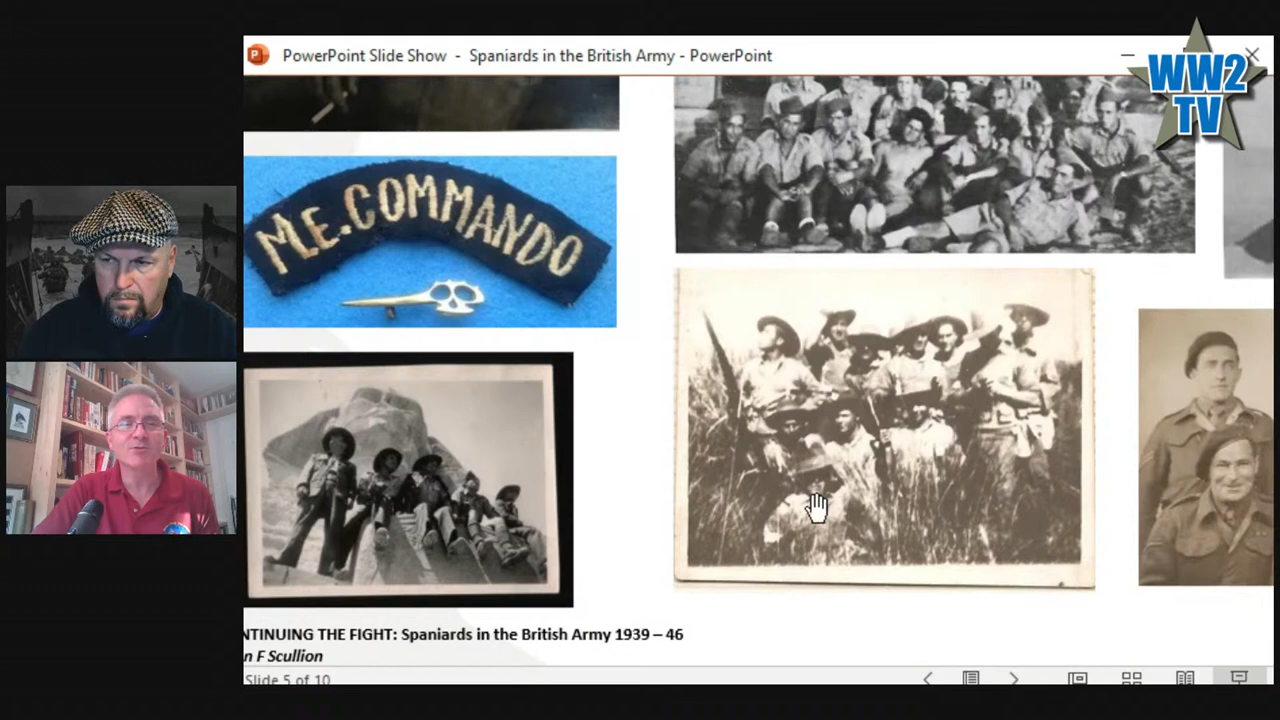 PowerPoint Slide Show - Spaniards in the British Army - PowerPoint
WW2
TV
M.E. COMMANDO
NTINUING THE FIGHT: Spaniards in the British Army 1939 – 46
n F Scullion
Slide 5 of 10